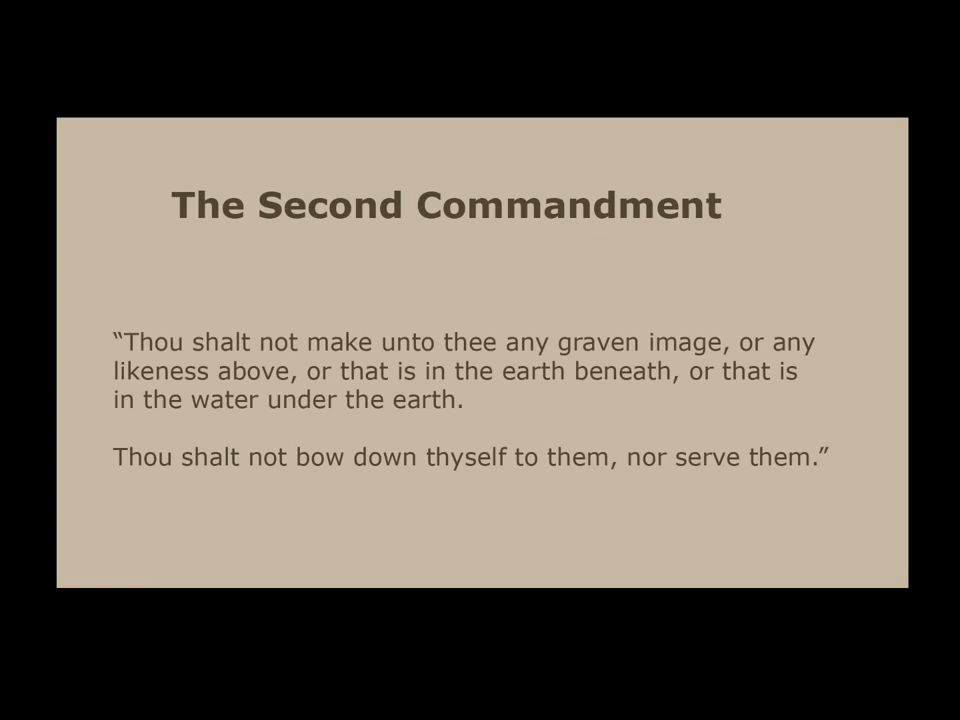 The Second Commandment
“Thou shalt not make unto thee any graven image, or any
likeness above, or that is in the earth beneath, or that is
in the water under the earth.
Thou shalt not bow down thyself to them, nor serve them.”